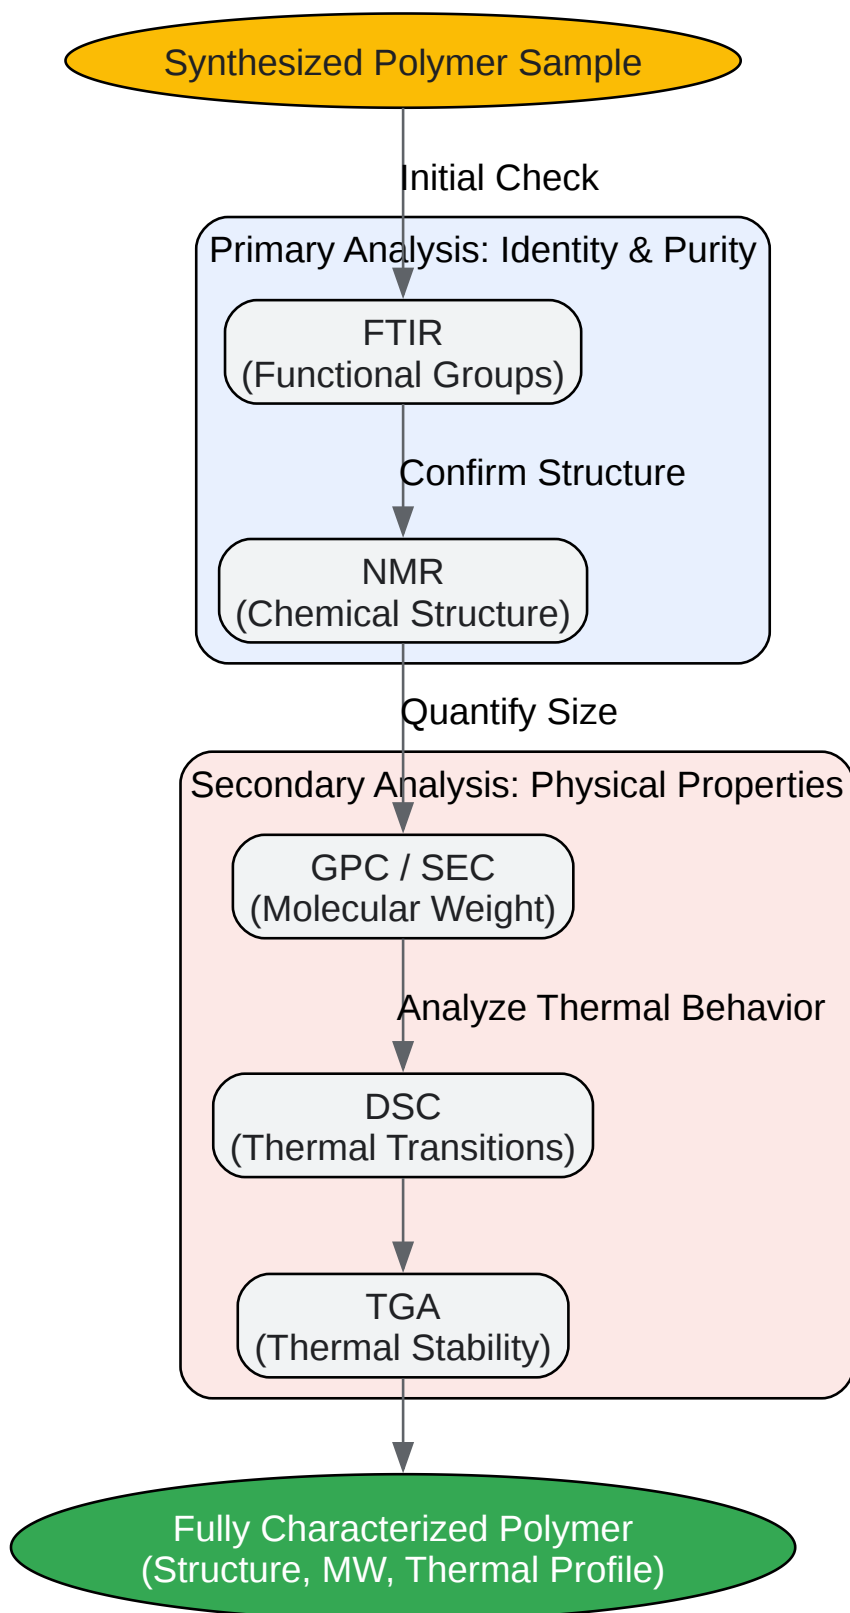 Synthesized Polymer Sample
Initial Check
Primary Analysis: Identity & Purity
FTIR
(Functional Groups)
Confirm Structure
NMR
(Chemical Structure)
Quantify Size
Secondary Analysis: Physical Properties
GPC / SEC
(Molecular Weight)
Analyze Thermal Behavior
DSC
(Thermal Transitions)
TGA
(Thermal Stability)
Fully Characterized Polymer
(Structure, MW, Thermal Profile)